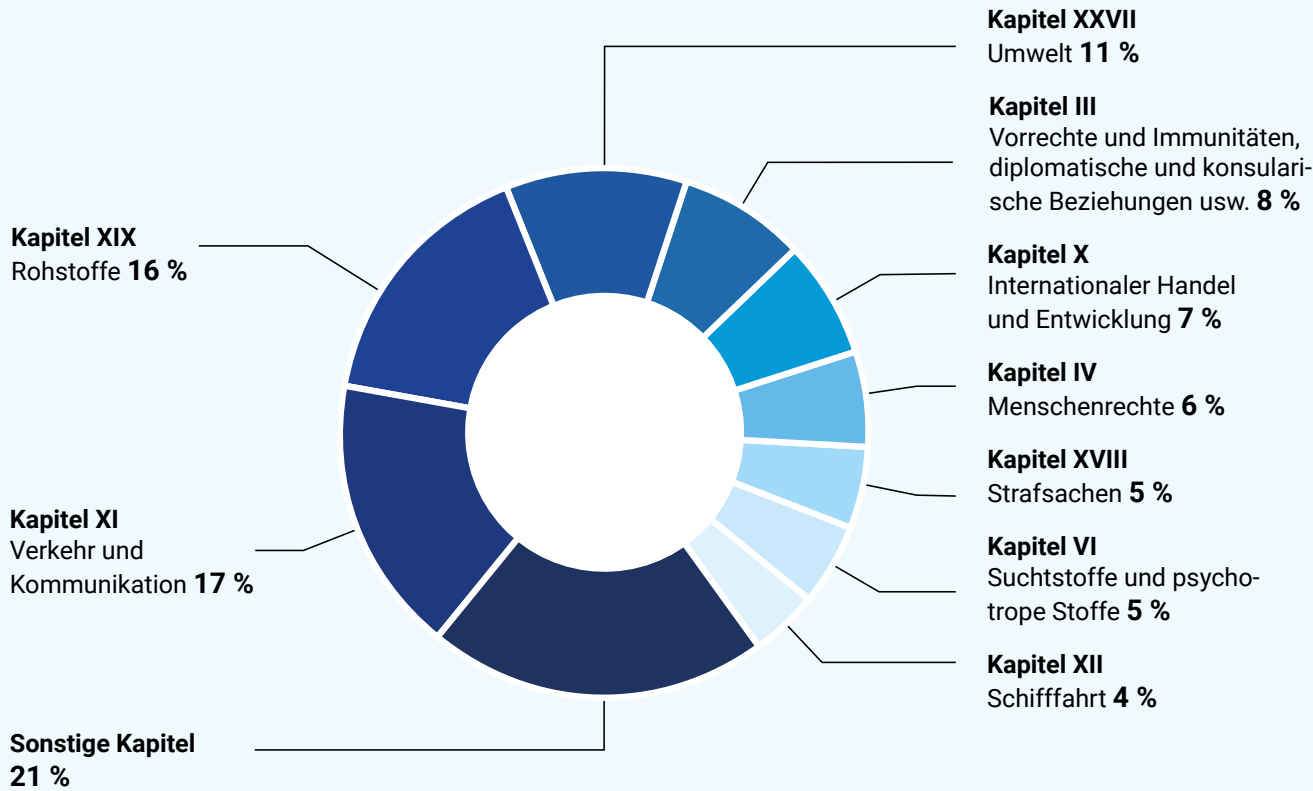 Kapitel XXVII
Umwelt 11 %
Kapitel III
Vorrechte und Immunitäten,
diplomatische und konsulari-
sche Beziehungen usw. 8 %
Kapitel X
Internationaler Handel
und Entwicklung 7 %
Kapitel IV
Menschenrechte 6 %
Kapitel XVIII
Strafsachen 5 %
Kapitel VI
Suchtstoffe und psycho-
trope Stoffe 5 %
Kapitel XII
Schifffahrt 4 %
Kapitel XIX
Rohstoffe 16 %
Kapitel XI
Verkehr und
Kommunikation 17 %
Sonstige Kapitel
21 %